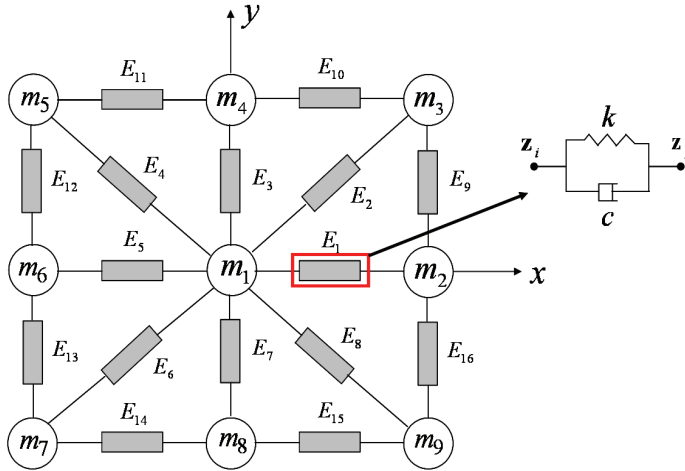 y
E₁₁ E₁₀
m₅ m₄ m₃
k
zᵢ z
c
E₁₂ E₄ E₃ E₂ E₉
E₅ E₁
m₆ m₁ m₂ x
E₁₃ E₆ E₇ E₈ E₁₆
E₁₄ E₁₅
m₇ m₈ m₉